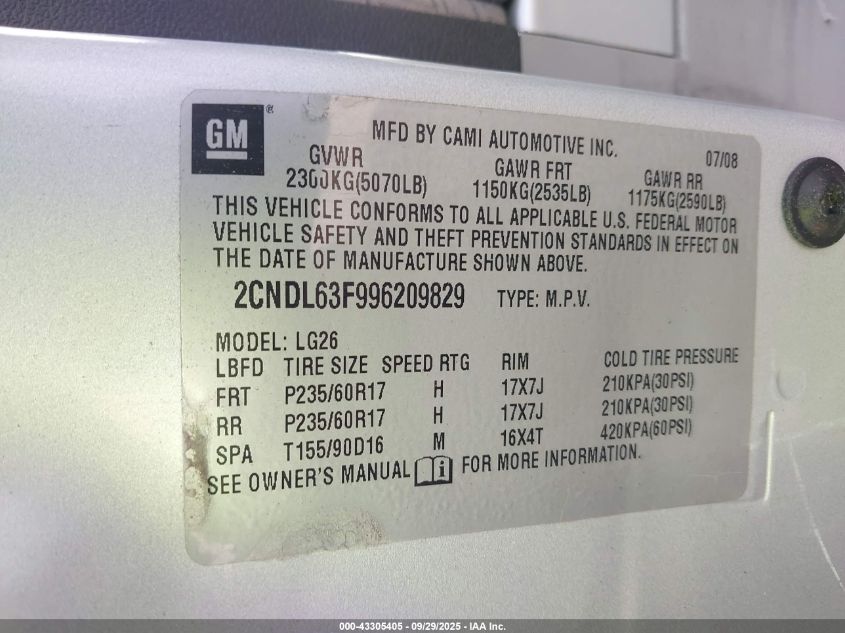 GM ®
MFD BY CAMI AUTOMOTIVE INC. 07/08
GVWR GAWR FRT GAWR RR
2300KG(5070LB) 1150KG(2535LB) 1175KG(2590LB)
THIS VEHICLE CONFORMS TO ALL APPLICABLE U.S. FEDERAL MOTOR
VEHICLE SAFETY AND THEFT PREVENTION STANDARDS IN EFFECT ON
THE DATE OF MANUFACTURE SHOWN ABOVE.
2CNDL63F996209829 TYPE: M.P.V.
MODEL: LG26
LBFD TIRE SIZE SPEED RTG RIM COLD TIRE PRESSURE
FRT P235/60R17 H 17X7J 210KPA(30PSI)
RR P235/60R17 H 17X7J 210KPA(30PSI)
SPA T155/90D16 M 16X4T 420KPA(60PSI)
SEE OWNER'S MANUAL i FOR MORE INFORMATION.
000-43305405 - 09/29/2025 - IAA Inc.